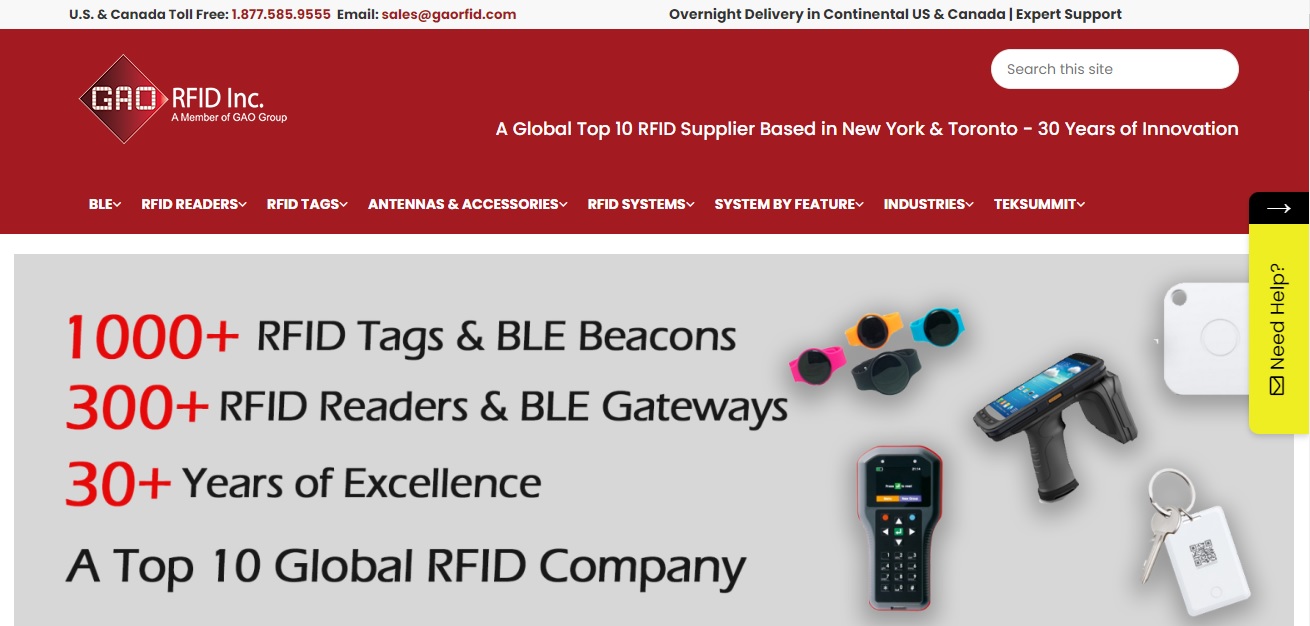 U.S. & Canada Toll Free: 1.877.585.9555 Email: sales@gaorfid.com
Overnight Delivery in Continental US & Canada | Expert Support
Search this site
GAO RFID Inc.
A Member of GAO Group
A Global Top 10 RFID Supplier Based in New York & Toronto - 30 Years of Innovation
BLE RFID READERS RFID TAGS ANTENNAS & ACCESSORIES RFID SYSTEMS SYSTEM BY FEATURE INDUSTRIES TEKSUMMIT
→
Need Help?
1000+ RFID Tags & BLE Beacons
300+ RFID Readers & BLE Gateways
30+ Years of Excellence
A Top 10 Global RFID Company